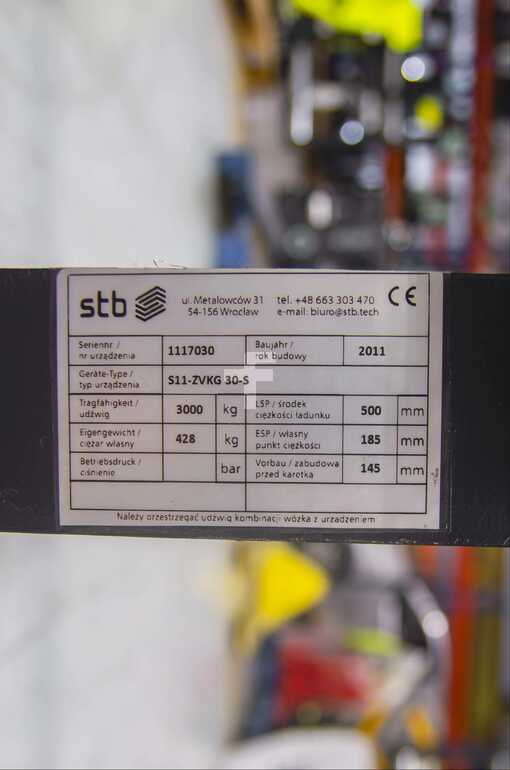 stb
ul. Metalowców 31
54-156 Wrocław
tel. +48 663 303 470
e-mail: biuro@stb.tech
CE
Seriennr. /
nr urządzenia
1117030
Baujahr /
rok budowy
2011
Geräte-Type /
typ urządzenia
S11-ZVKG 30-S
Tragfähigkeit /
udźwig
3000
kg
LSP / środek
ciężkości ładunku
500
mm
Eigengewicht /
ciężar własny
428
kg
ESP / własny
punkt ciężkości
185
mm
Betriebsdruck /
ciśnienie
bar
Vorbau / zabudowa
przed karetką
145
mm
Należy przestrzegać udźwig kombinacji wózka z urządzeniem